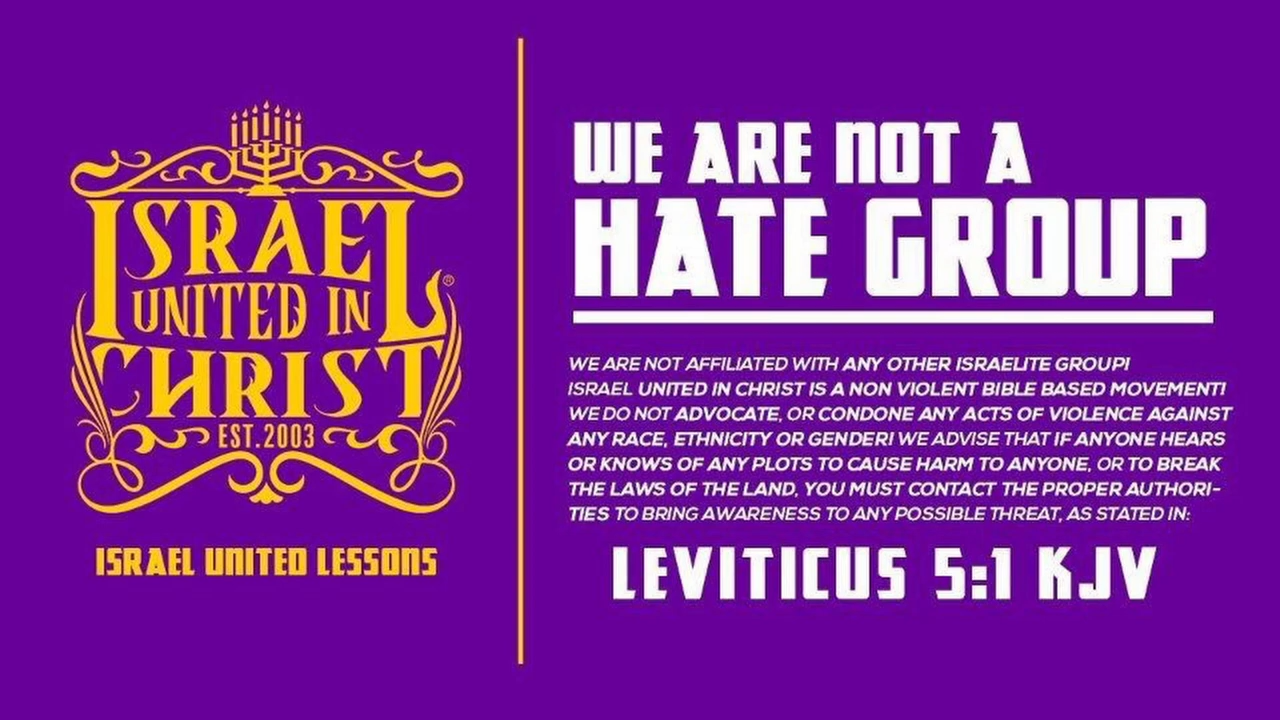 ISRAEL
UNITED IN
CHRIST
®
EST.2003
ISRAEL UNITED LESSONS
WE ARE NOT A
HATE GROUP
WE ARE NOT AFFILIATED WITH ANY OTHER ISRAELITE GROUP!
ISRAEL UNITED IN CHRIST IS A NON VIOLENT BIBLE BASED MOVEMENT!
WE DO NOT ADVOCATE, OR CONDONE ANY ACTS OF VIOLENCE AGAINST
ANY RACE, ETHNICITY OR GENDER! WE ADVISE THAT IF ANYONE HEARS
OR KNOWS OF ANY PLOTS TO CAUSE HARM TO ANYONE, OR TO BREAK
THE LAWS OF THE LAND, YOU MUST CONTACT THE PROPER AUTHORI-
TIES TO BRING AWARENESS TO ANY POSSIBLE THREAT, AS STATED IN:
LEVITICUS 5:1 KJV